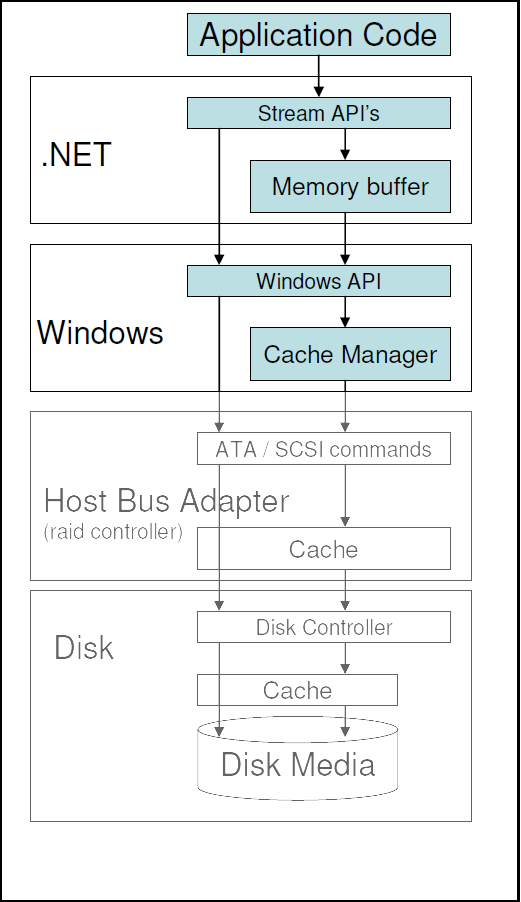 Application Code
Stream API's
.NET
Memory buffer
Windows API
Windows
Cache Manager
ATA / SCSI commands
Host Bus Adapter
(raid controller)
Cache
Disk Controller
Disk
Cache
Disk Media